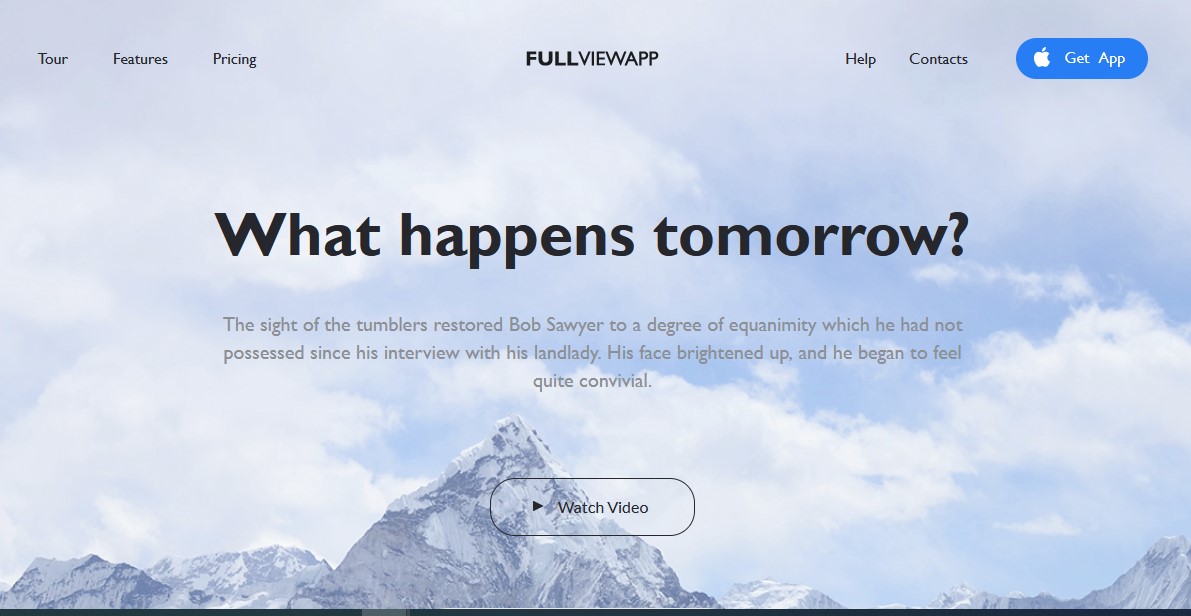 Tour Features Pricing FULLVIEWAPP Help Contacts Get App
What happens tomorrow?
The sight of the tumblers restored Bob Sawyer to a degree of equanimity which he had not
possessed since his interview with his landlady. His face brightened up, and he began to feel
quite convivial.
Watch Video